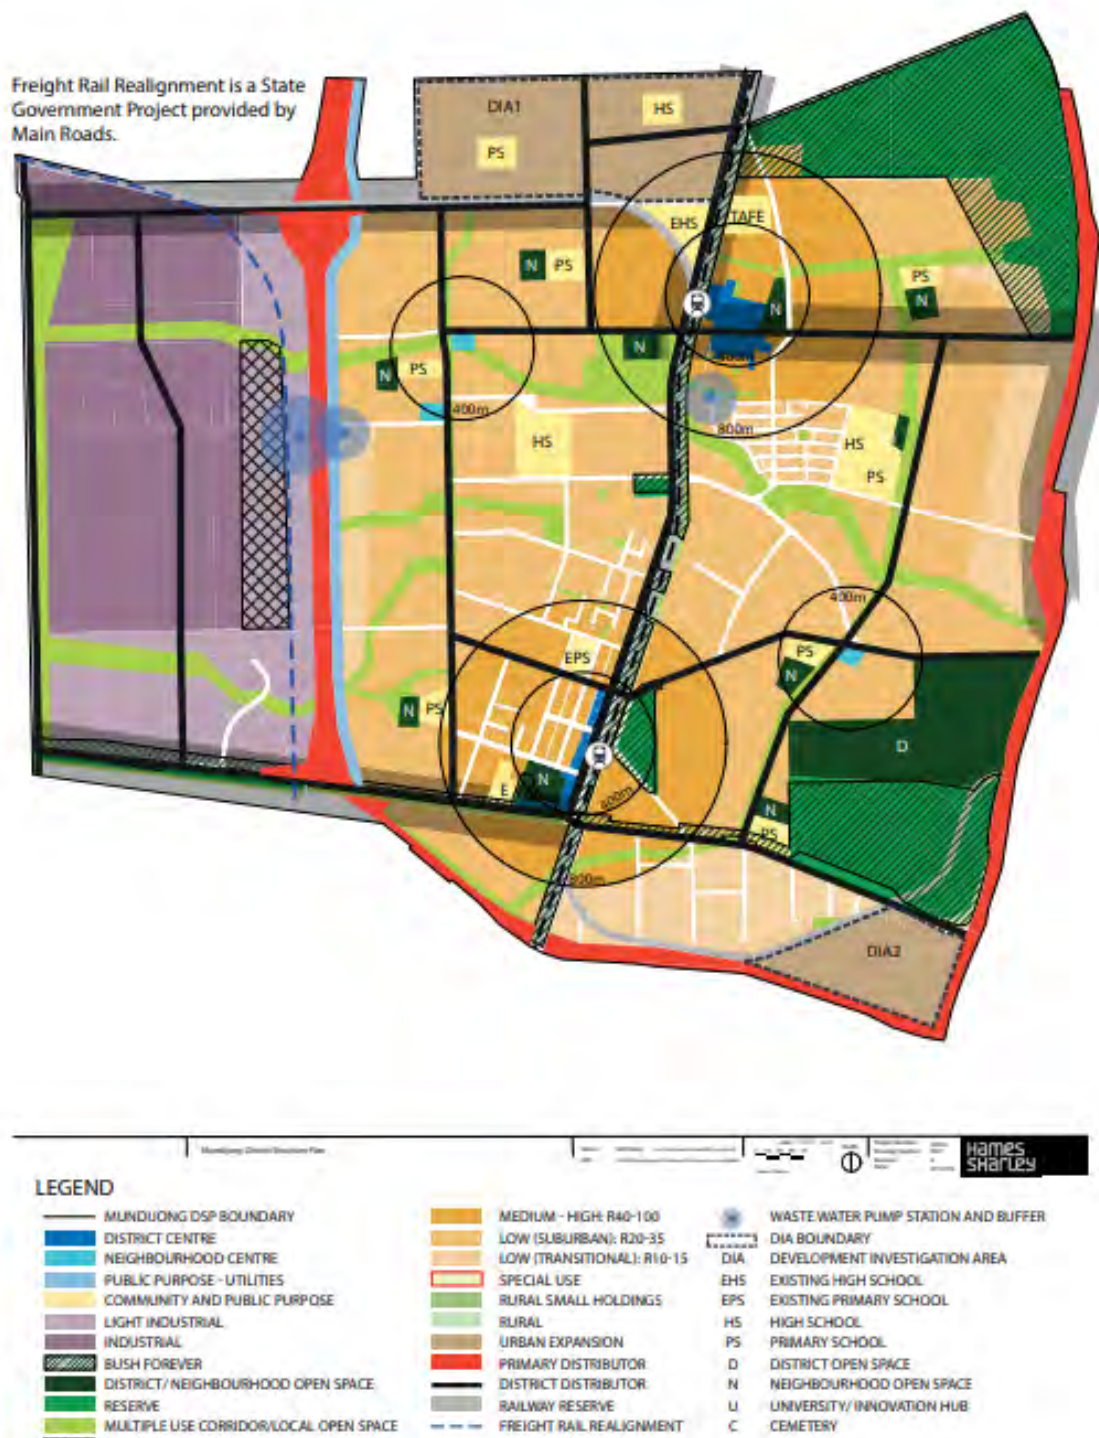 Freight Rail Realignment is a State
Government Project provided by
Main Roads.
DIA1
HS
PS
EHS
TAFE
N PS
N
PS
N
N
N PS
400m
800m
HS
HS
PS
400m
EPS
PS
N
N PS
D
E
N
400m
N
PS
800m
DIA2
Mundijong District Structure Plan
HAMES
SHARLEY
LEGEND
MUNDIJONG DSP BOUNDARY
DISTRICT CENTRE
NEIGHBOURHOOD CENTRE
PUBLIC PURPOSE - UTILITIES
COMMUNITY AND PUBLIC PURPOSE
LIGHT INDUSTRIAL
INDUSTRIAL
BUSH FOREVER
DISTRICT/ NEIGHBOURHOOD OPEN SPACE
RESERVE
MULTIPLE USE CORRIDOR/LOCAL OPEN SPACE
MEDIUM - HIGH: R40-100
LOW (SUBURBAN): R20-35
LOW (TRANSITIONAL): R10-15
SPECIAL USE
RURAL SMALL HOLDINGS
RURAL
URBAN EXPANSION
PRIMARY DISTRIBUTOR
DISTRICT DISTRIBUTOR
RAILWAY RESERVE
FREIGHT RAIL REALIGNMENT
WASTE WATER PUMP STATION AND BUFFER
DIA BOUNDARY
DIA DEVELOPMENT INVESTIGATION AREA
EHS EXISTING HIGH SCHOOL
EPS EXISTING PRIMARY SCHOOL
HS HIGH SCHOOL
PS PRIMARY SCHOOL
D DISTRICT OPEN SPACE
N NEIGHBOURHOOD OPEN SPACE
U UNIVERSITY/ INNOVATION HUB
C CEMETERY